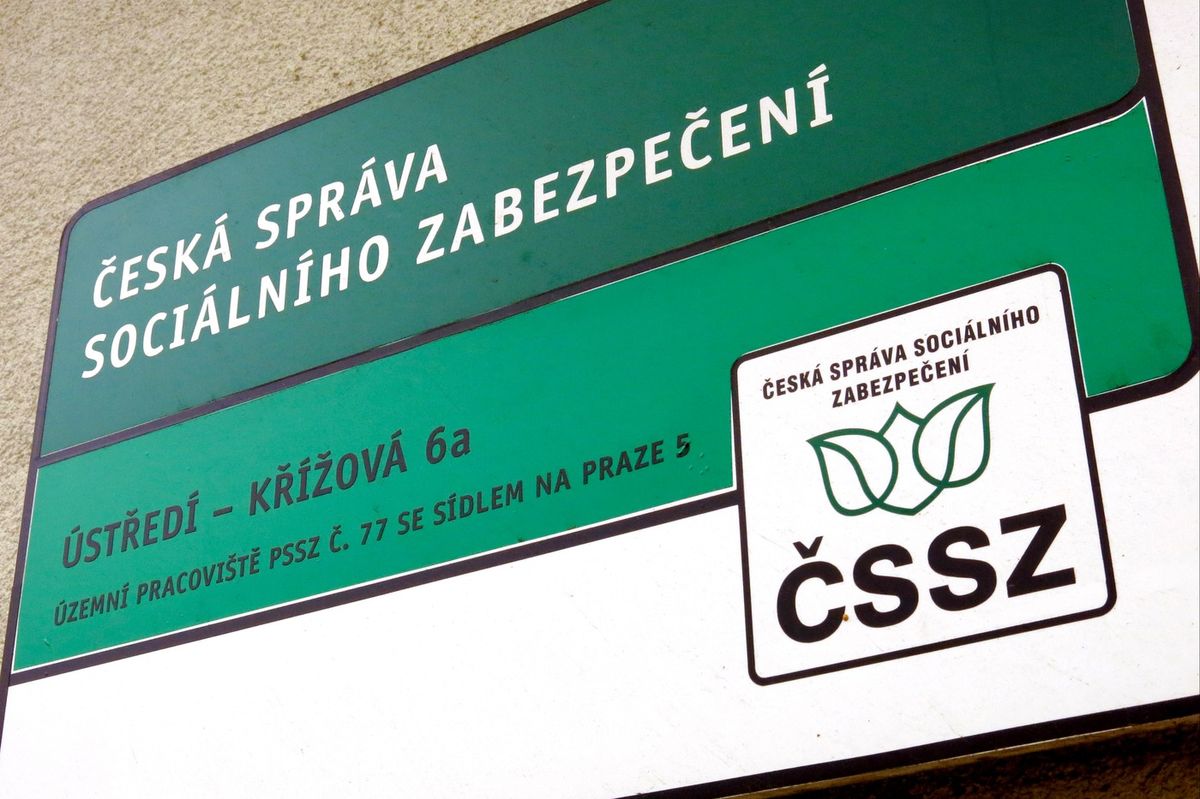 ČESKÁ SPRÁVA
SOCIÁLNÍHO ZABEZPEČENÍ
ÚSTŘEDÍ – KŘÍŽOVÁ 6a
ÚZEMNÍ PRACOVIŠTĚ PSSZ Č. 77 SE SÍDLEM NA PRAZE 5
ČESKÁ SPRÁVA SOCIÁLNÍHO
ZABEZPEČENÍ
ČSSZ